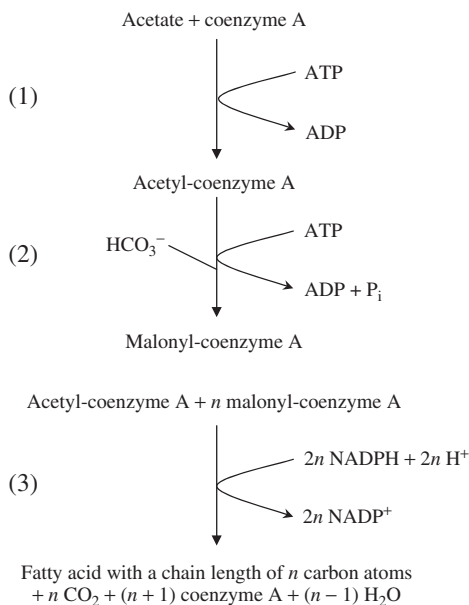 Acetate + coenzyme A
(1)
ATP
ADP
Acetyl-coenzyme A
(2)
HCO₃⁻
ATP
ADP + Pᵢ
Malonyl-coenzyme A
Acetyl-coenzyme A + n malonyl-coenzyme A
(3)
2n NADPH + 2n H⁺
2n NADP⁺
Fatty acid with a chain length of n carbon atoms
+ n CO₂ + (n + 1) coenzyme A + (n − 1) H₂O